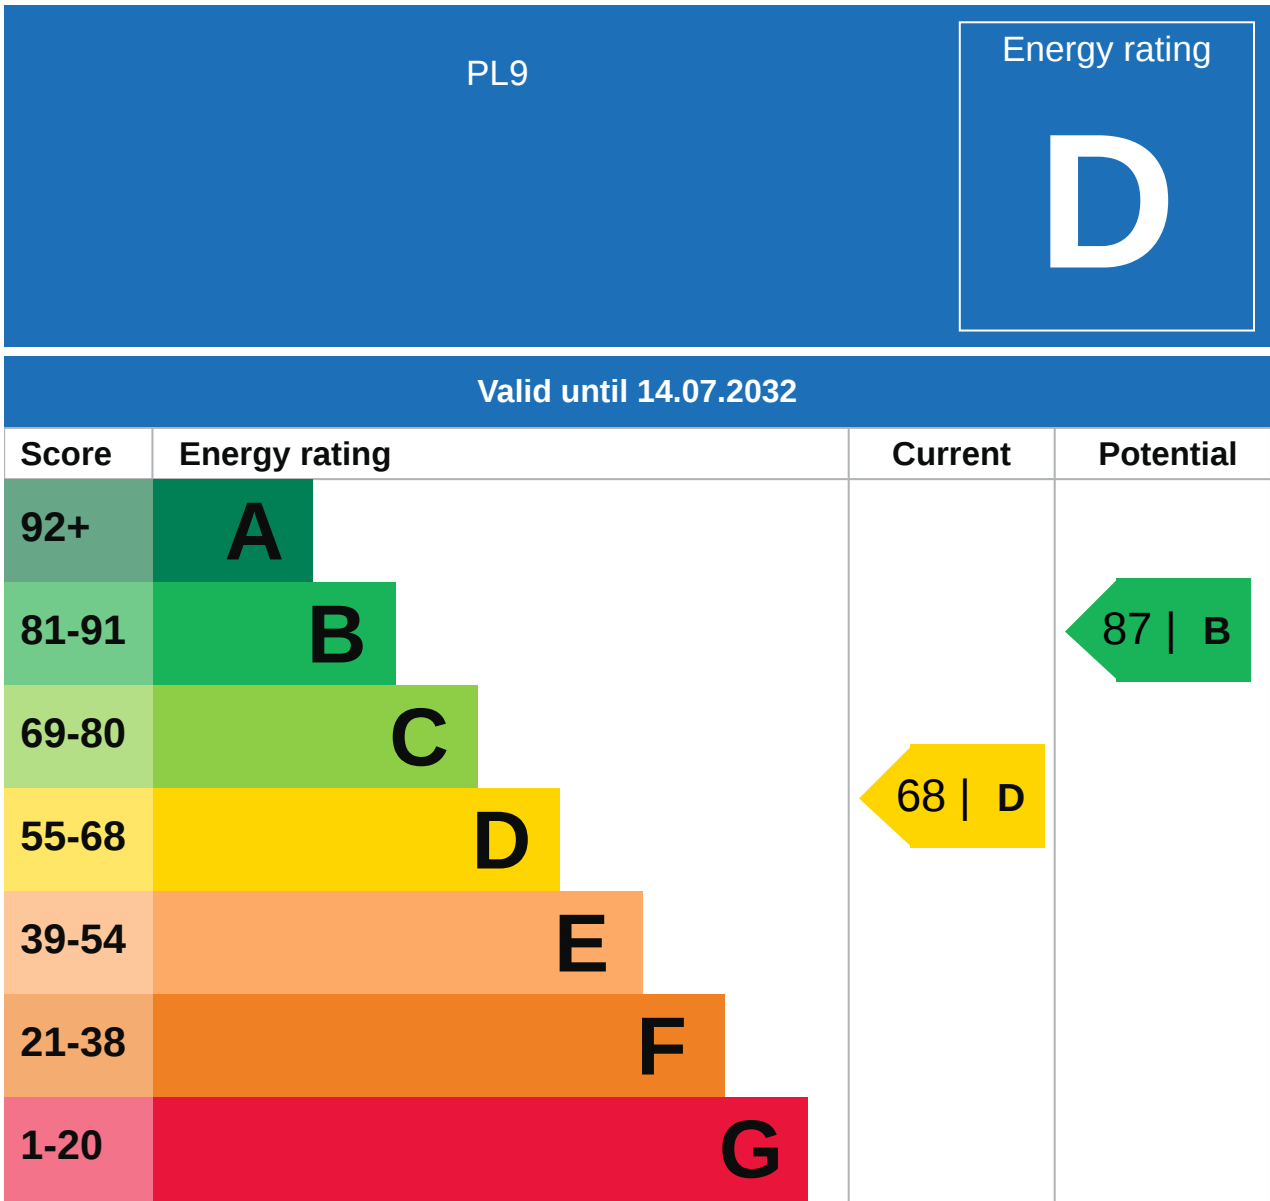 PL9
Energy rating
D
Valid until 14.07.2032
Score Energy rating Current Potential
92+ A
81-91 B 87 | B
69-80 C
55-68 D 68 | D
39-54 E
21-38 F
1-20 G